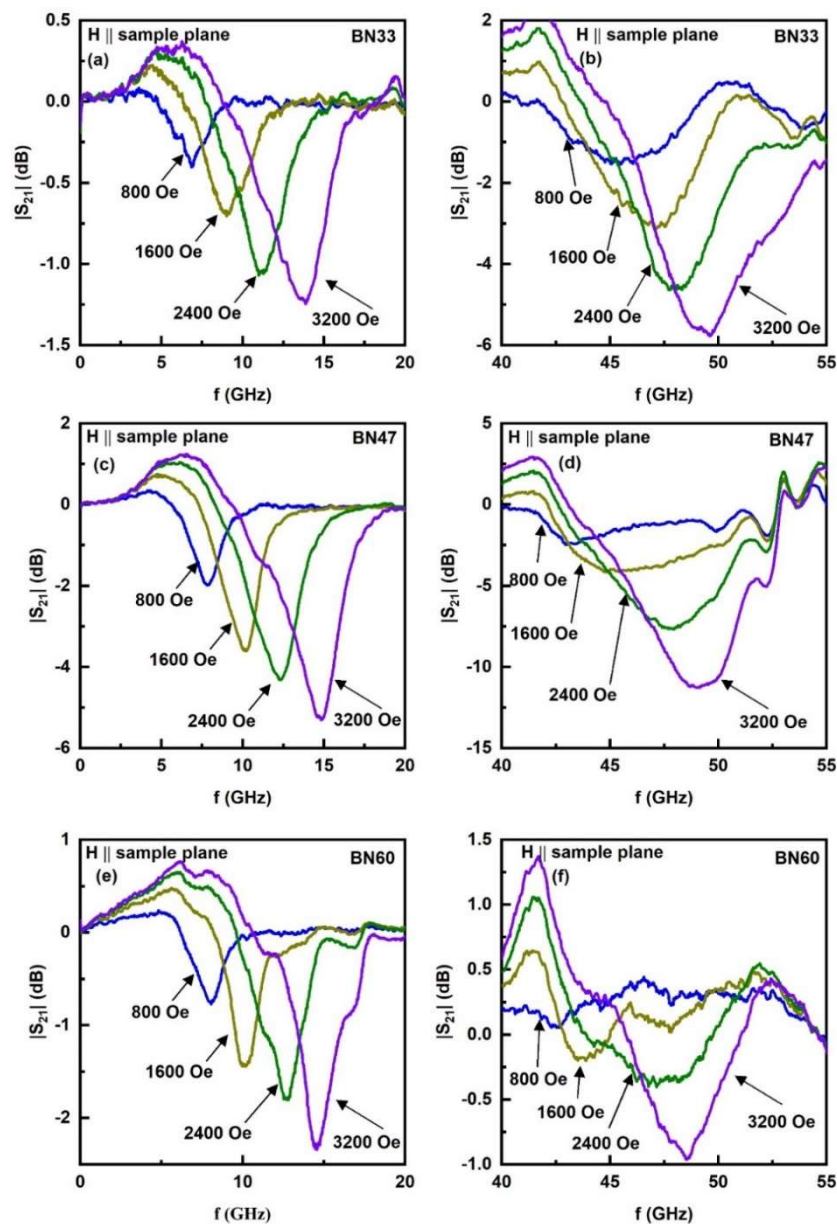 H || sample plane BN33
(a)
0.5
0.0
-0.5
-1.0
-1.5
|S21| (dB)
800 Oe
1600 Oe
2400 Oe
3200 Oe
0 5 10 15 20
f (GHz)
H || sample plane BN33
(b)
2
0
-2
-4
-6
|S21| (dB)
800 Oe
1600 Oe
2400 Oe
3200 Oe
40 45 50 55
f (GHz)
H || sample plane BN47
(c)
2
0
-2
-4
-6
|S21| (dB)
800 Oe
1600 Oe
2400 Oe
3200 Oe
0 5 10 15 20
f (GHz)
H || sample plane BN47
(d)
5
0
-5
-10
-15
|S21| (dB)
800 Oe
1600 Oe
2400 Oe
3200 Oe
40 45 50 55
f (GHz)
H || sample plane BN60
(e)
1
0
-1
-2
|S21| (dB)
800 Oe
1600 Oe
2400 Oe
3200 Oe
0 5 10 15 20
f (GHz)
H || sample plane BN60
(f)
1.5
1.0
0.5
0.0
-0.5
-1.0
|S21| (dB)
800 Oe
1600 Oe
2400 Oe
3200 Oe
40 45 50 55
f (GHz)